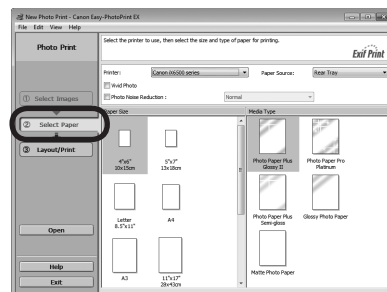 New Photo Print - Canon Easy-PhotoPrint EX
File Edit View Help
Photo Print
Select the printer to use, then select the size and type of paper for printing.
Exif Print
Printer: Canon iX6500 series Paper Source: Rear Tray
Vivid Photo
Photo Noise Reduction : Normal
① Select Images
② Select Paper
③ Layout/Print
Open
Help
Exit
Paper Size
4"x6"
10x15cm
5"x7"
13x18cm
Letter
8.5"x11"
A4
A3
11"x17"
28x43cm
Media Type
Photo Paper Plus
Glossy II
Photo Paper Pro
Platinum
Photo Paper Plus
Semi-gloss
Glossy Photo Paper
Matte Photo Paper